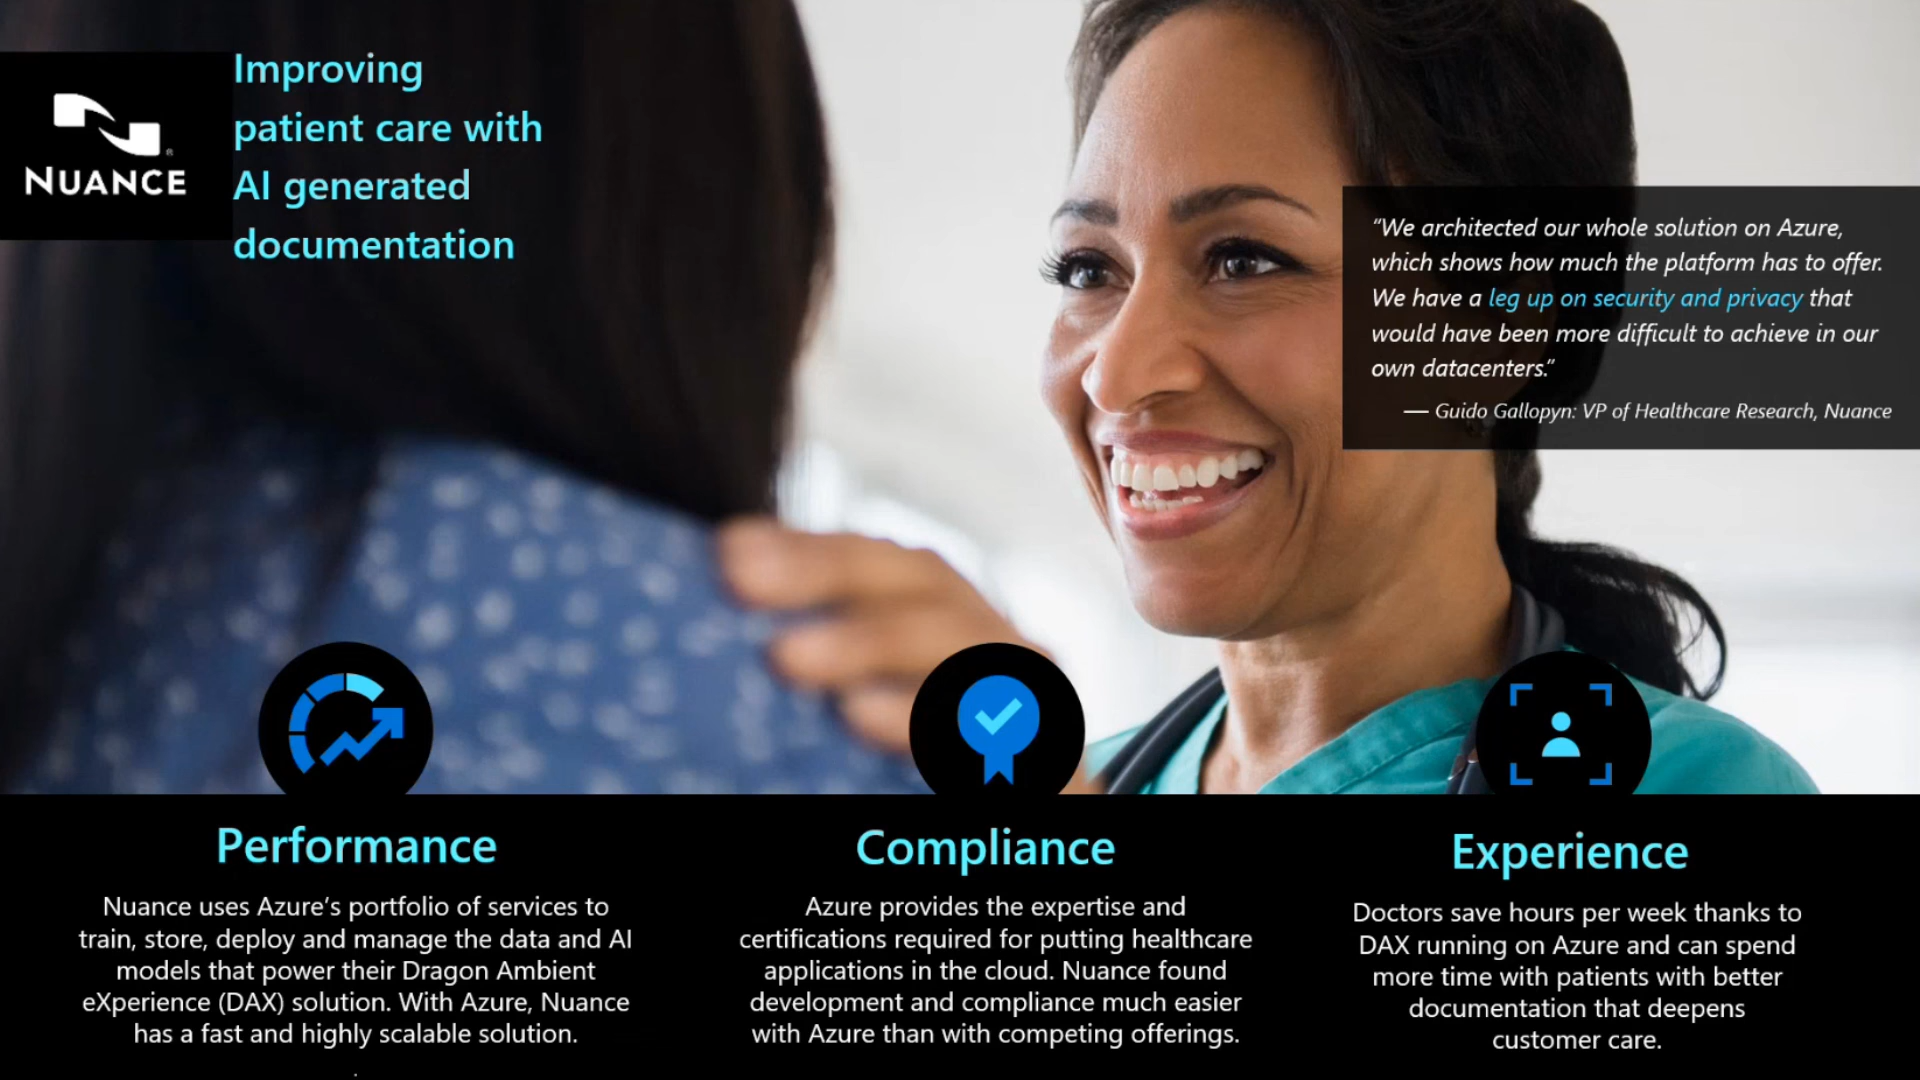 NUANCE
®
Improving
patient care with
AI generated
documentation
“We architected our whole solution on Azure,
which shows how much the platform has to offer.
We have a leg up on security and privacy that
would have been more difficult to achieve in our
own datacenters.”
— Guido Gallopyn: VP of Healthcare Research, Nuance
Performance
Nuance uses Azure’s portfolio of services to
train, store, deploy and manage the data and AI
models that power their Dragon Ambient
eXperience (DAX) solution. With Azure, Nuance
has a fast and highly scalable solution.
.
Compliance
Azure provides the expertise and
certifications required for putting healthcare
applications in the cloud. Nuance found
development and compliance much easier
with Azure than with competing offerings.
Experience
Doctors save hours per week thanks to
DAX running on Azure and can spend
more time with patients with better
documentation that deepens
customer care.